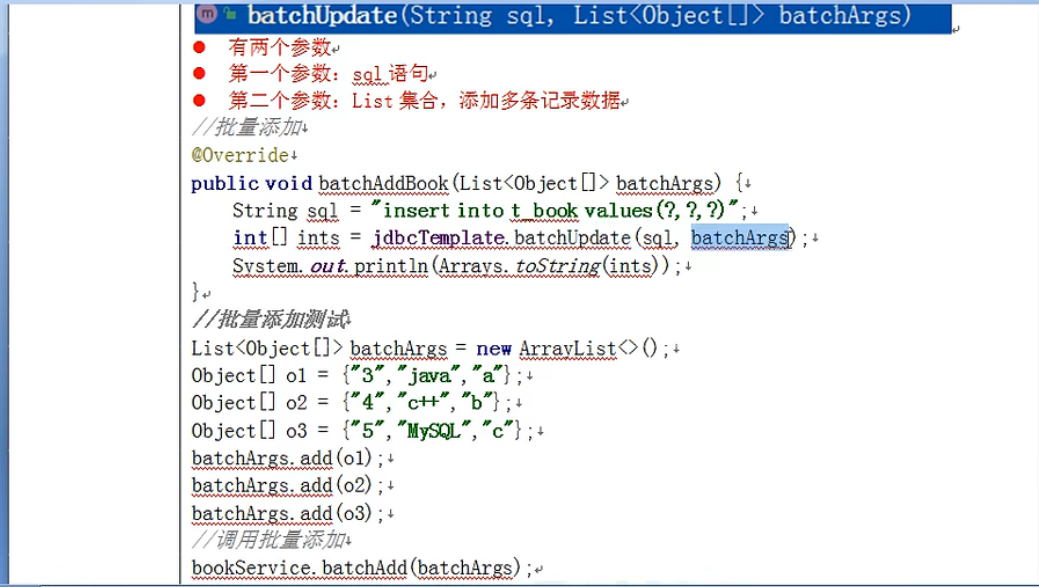 batchUpdate(String sql, List<Object[]> batchArgs)
有两个参数
第一个参数：sql 语句
第二个参数：List 集合，添加多条记录数据
//批量添加
@Override
public void batchAddBook(List<Object[]> batchArgs) {
String sql = "insert into t_book values(?,?,?)";
int[] ints = jdbcTemplate.batchUpdate(sql, batchArgs);
System.out.println(Arrays.toString(ints));
}
//批量添加测试
List<Object[]> batchArgs = new ArrayList<>();
Object[] o1 = {"3","java","a"};
Object[] o2 = {"4","c++","b"};
Object[] o3 = {"5","MySQL","c"};
batchArgs.add(o1);
batchArgs.add(o2);
batchArgs.add(o3);
//调用批量添加
bookService.batchAdd(batchArgs);